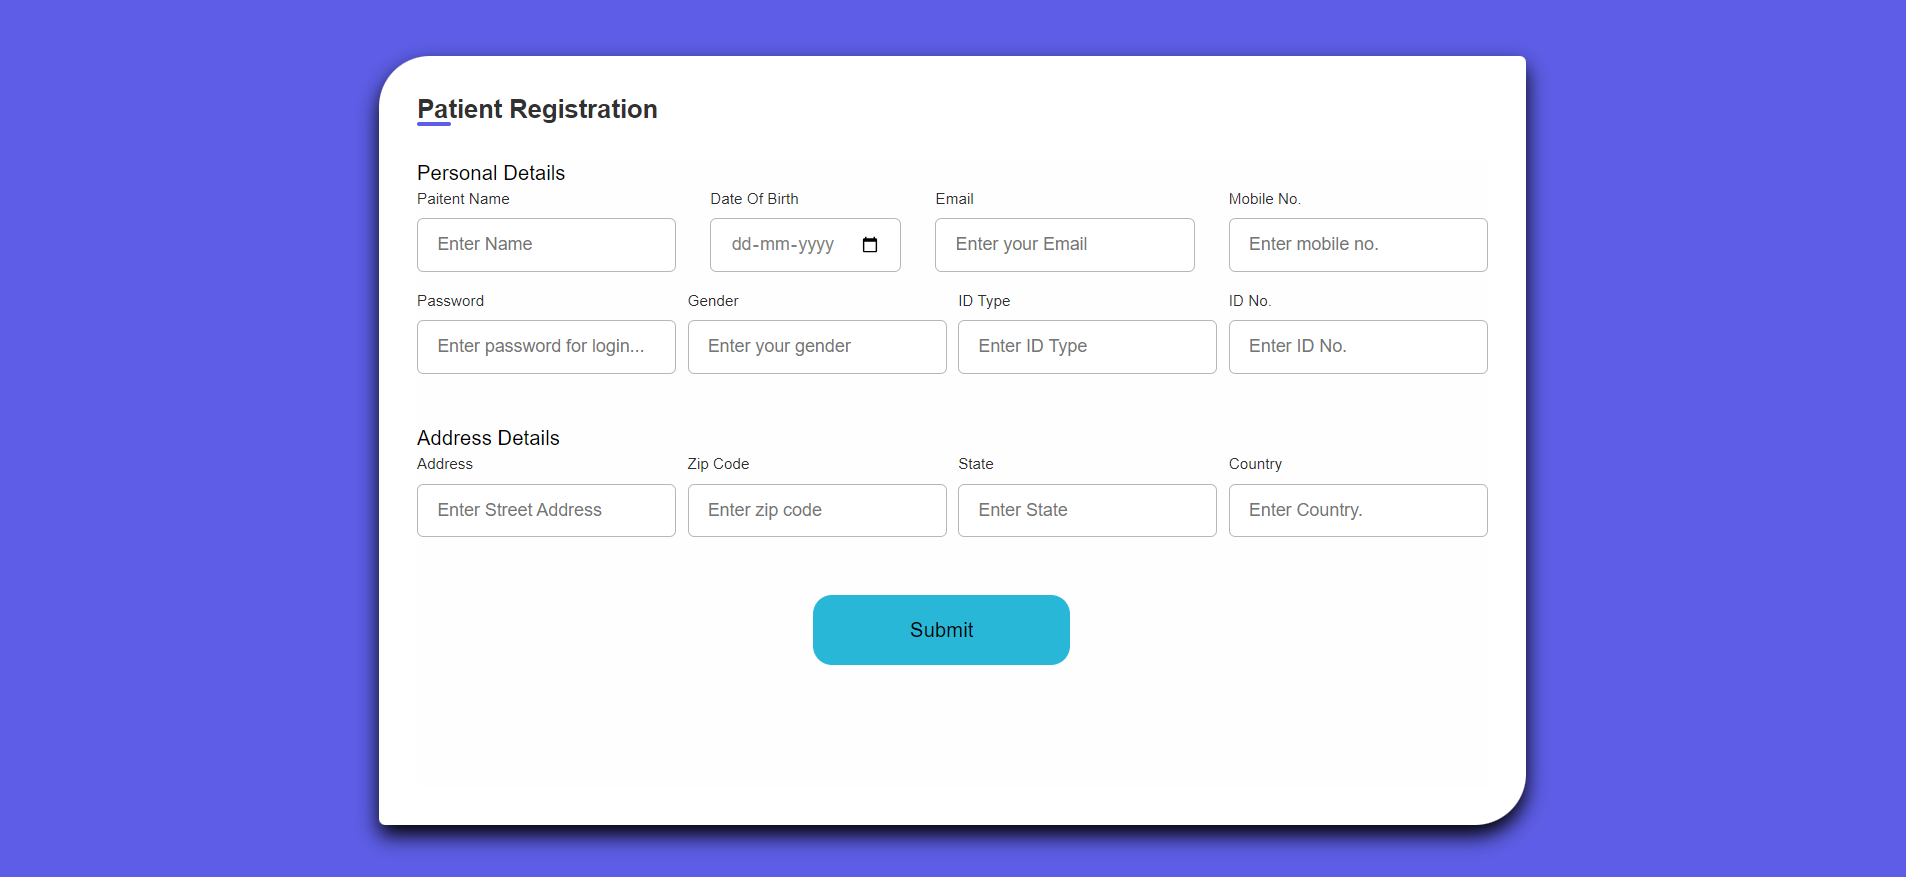 Patient Registration
Personal Details
Paitent Name Date Of Birth Email Mobile No.
Enter Name dd-mm-yyyy Enter your Email Enter mobile no.
Password Gender ID Type ID No.
Enter password for login... Enter your gender Enter ID Type Enter ID No.
Address Details
Address Zip Code State Country
Enter Street Address Enter zip code Enter State Enter Country.
Submit